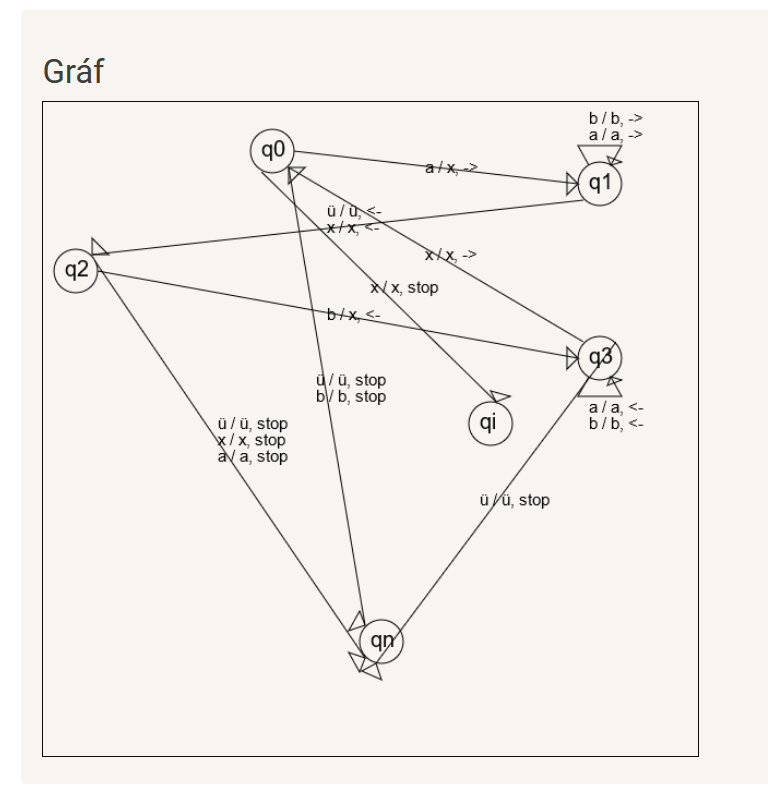 Gráf
b / b, ->
a / a, ->
q0
a / x, ->
q1
ü / ü, <-
x / x, <-
x / x, ->
q2
x / x, stop
b / x, <-
q3
ü / ü, stop
b / b, stop
a / a, <-
b / b, <-
qi
ü / ü, stop
x / x, stop
a / a, stop
ü / ü, stop
qn